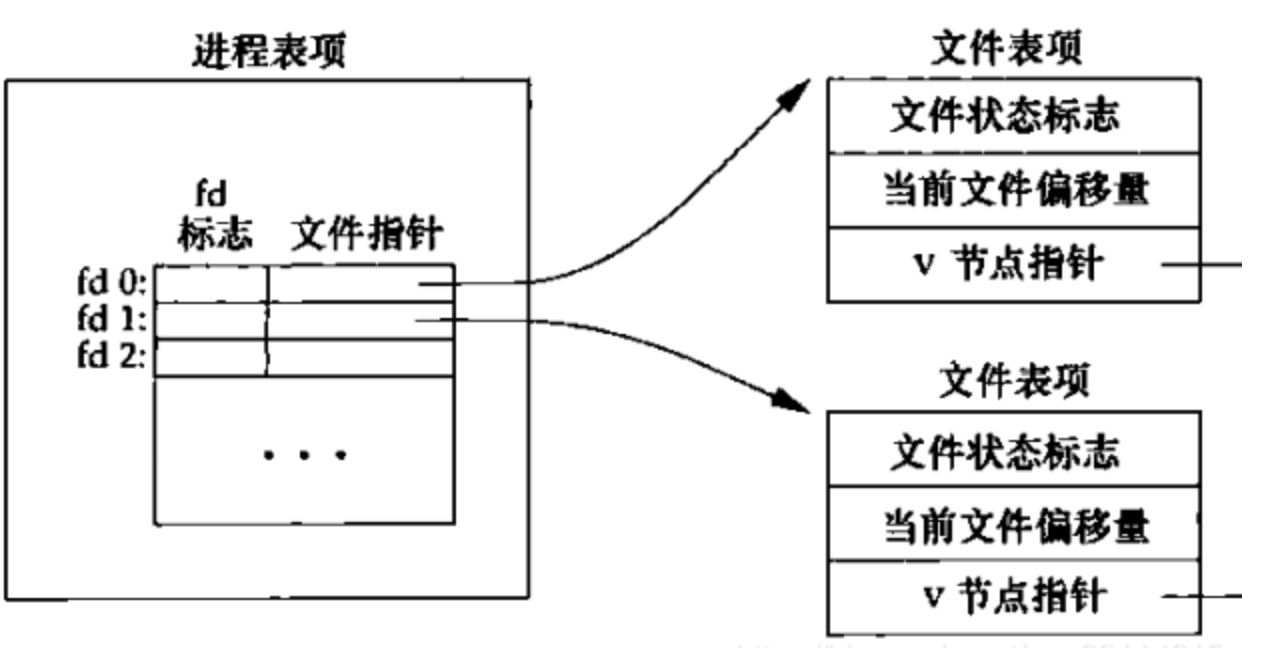 进程表项
fd
标志 文件指针
fd 0:
fd 1:
fd 2:
...
文件表项
文件状态标志
当前文件偏移量
v 节点指针
文件表项
文件状态标志
当前文件偏移量
v 节点指针